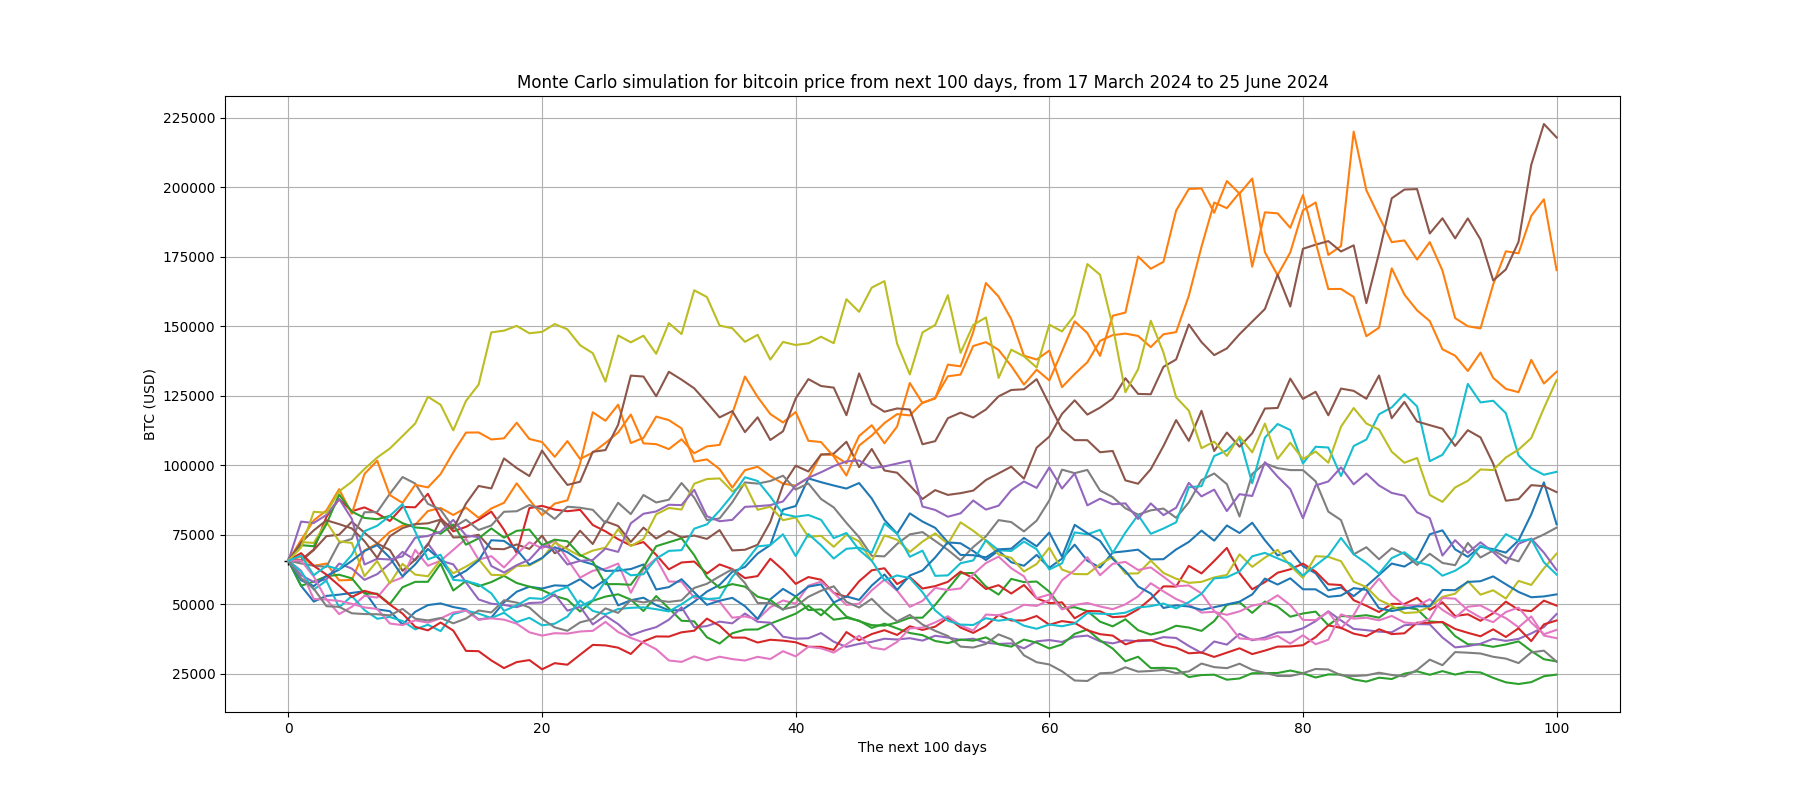 Monte Carlo simulation for bitcoin price from next 100 days, from 17 March 2024 to 25 June 2024
225000
200000
175000
150000
125000
100000
75000
50000
25000
BTC (USD)
0 20 40 60 80 100
The next 100 days